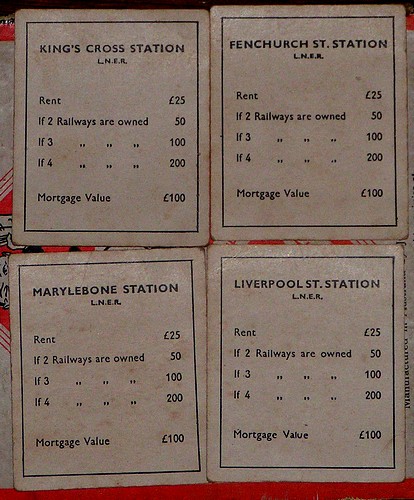 KING'S CROSS STATION
L.N.E.R.
Rent £25
If 2 Railways are owned 50
If 3 " " " 100
If 4 " " " 200
Mortgage Value £100
FENCHURCH ST. STATION
L.N.E.R.
Rent £25
If 2 Railways are owned 50
If 3 " " " 100
If 4 " " " 200
Mortgage Value £100
MARYLEBONE STATION
L.N.E.R.
Rent £25
If 2 Railways are owned 50
If 3 " " " 100
If 4 " " " 200
Mortgage Value £100
LIVERPOOL ST. STATION
L.N.E.R.
Rent £25
If 2 Railways are owned 50
If 3 " " " 100
If 4 " " " 200
Mortgage Value £100
Manufactured in